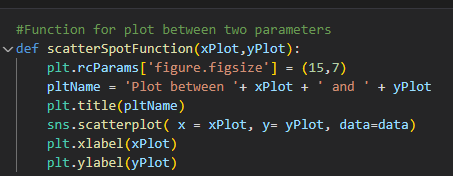 #Function for plot between two parameters
def scatterSpotFunction(xPlot,yPlot):
    plt.rcParams['figure.figsize'] = (15,7)
    pltName = 'Plot between '+ xPlot + ' and ' + yPlot
    plt.title(pltName)
    sns.scatterplot( x = xPlot, y= yPlot, data=data)
    plt.xlabel(xPlot)
    plt.ylabel(yPlot)